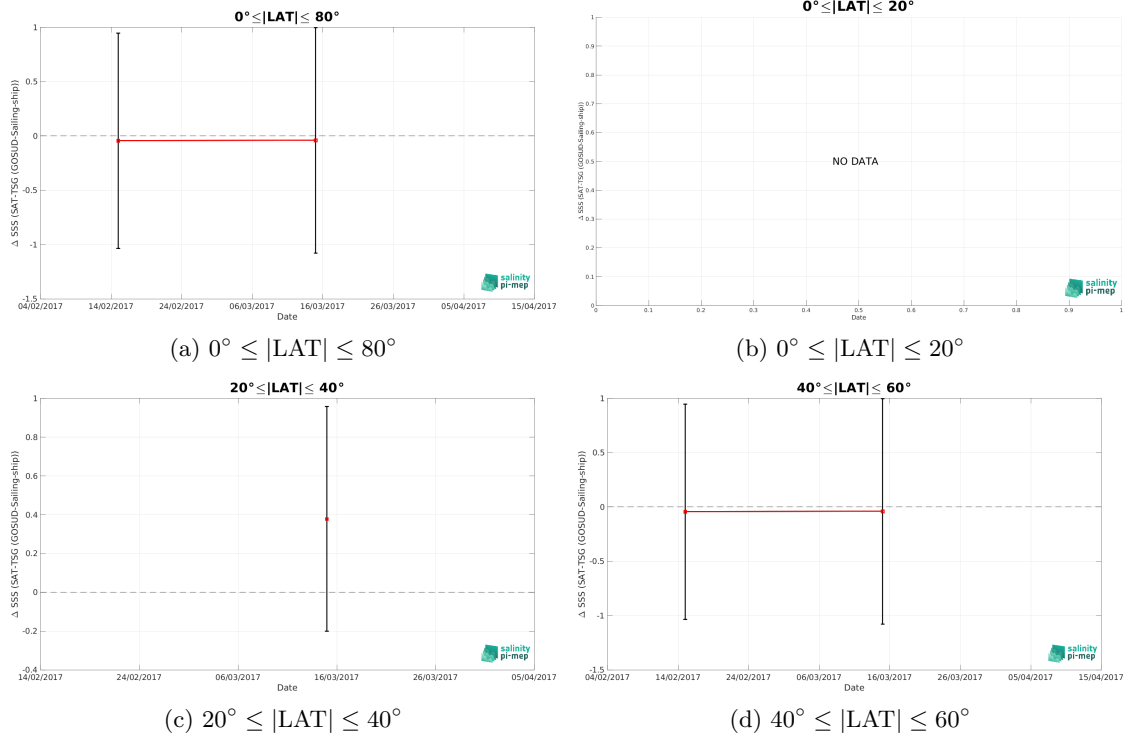 0°≤|LAT|≤ 80°
Δ SSS (SAT-TSG (GOSUD-Sailing-ship))
1
0.5
0
-0.5
-1
-1.5
04/02/2017 14/02/2017 24/02/2017 06/03/2017 16/03/2017 26/03/2017 05/04/2017 15/04/2017
Date
salinity
pi-mep
(a) 0° ≤ |LAT| ≤ 80°
0°≤|LAT|≤ 20°
Δ SSS (SAT-TSG (GOSUD-Sailing-ship))
1
0.9
0.8
0.7
0.6
0.5
0.4
0.3
0.2
0.1
0
NO DATA
0 0.1 0.2 0.3 0.4 0.5 0.6 0.7 0.8 0.9 1
Date
salinity
pi-mep
(b) 0° ≤ |LAT| ≤ 20°
20°≤|LAT|≤ 40°
Δ SSS (SAT-TSG (GOSUD-Sailing-ship))
1
0.8
0.6
0.4
0.2
0
-0.2
-0.4
14/02/2017 24/02/2017 06/03/2017 16/03/2017 26/03/2017 05/04/2017
Date
salinity
pi-mep
(c) 20° ≤ |LAT| ≤ 40°
40°≤|LAT|≤ 60°
Δ SSS (SAT-TSG (GOSUD-Sailing-ship))
1
0.5
0
-0.5
-1
-1.5
04/02/2017 14/02/2017 24/02/2017 06/03/2017 16/03/2017 26/03/2017 05/04/2017 15/04/2017
Date
salinity
pi-mep
(d) 40° ≤ |LAT| ≤ 60°